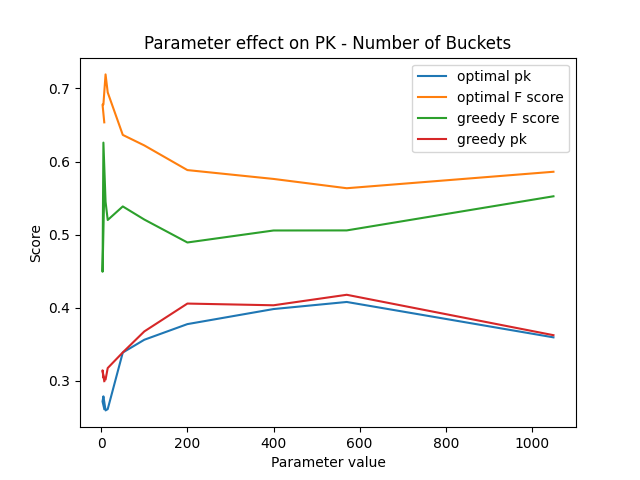 Parameter effect on PK - Number of Buckets
optimal pk
optimal F score
greedy F score
greedy pk
0.7
0.6
0.5
0.4
0.3
Score
0
200
400
600
800
1000
Parameter value